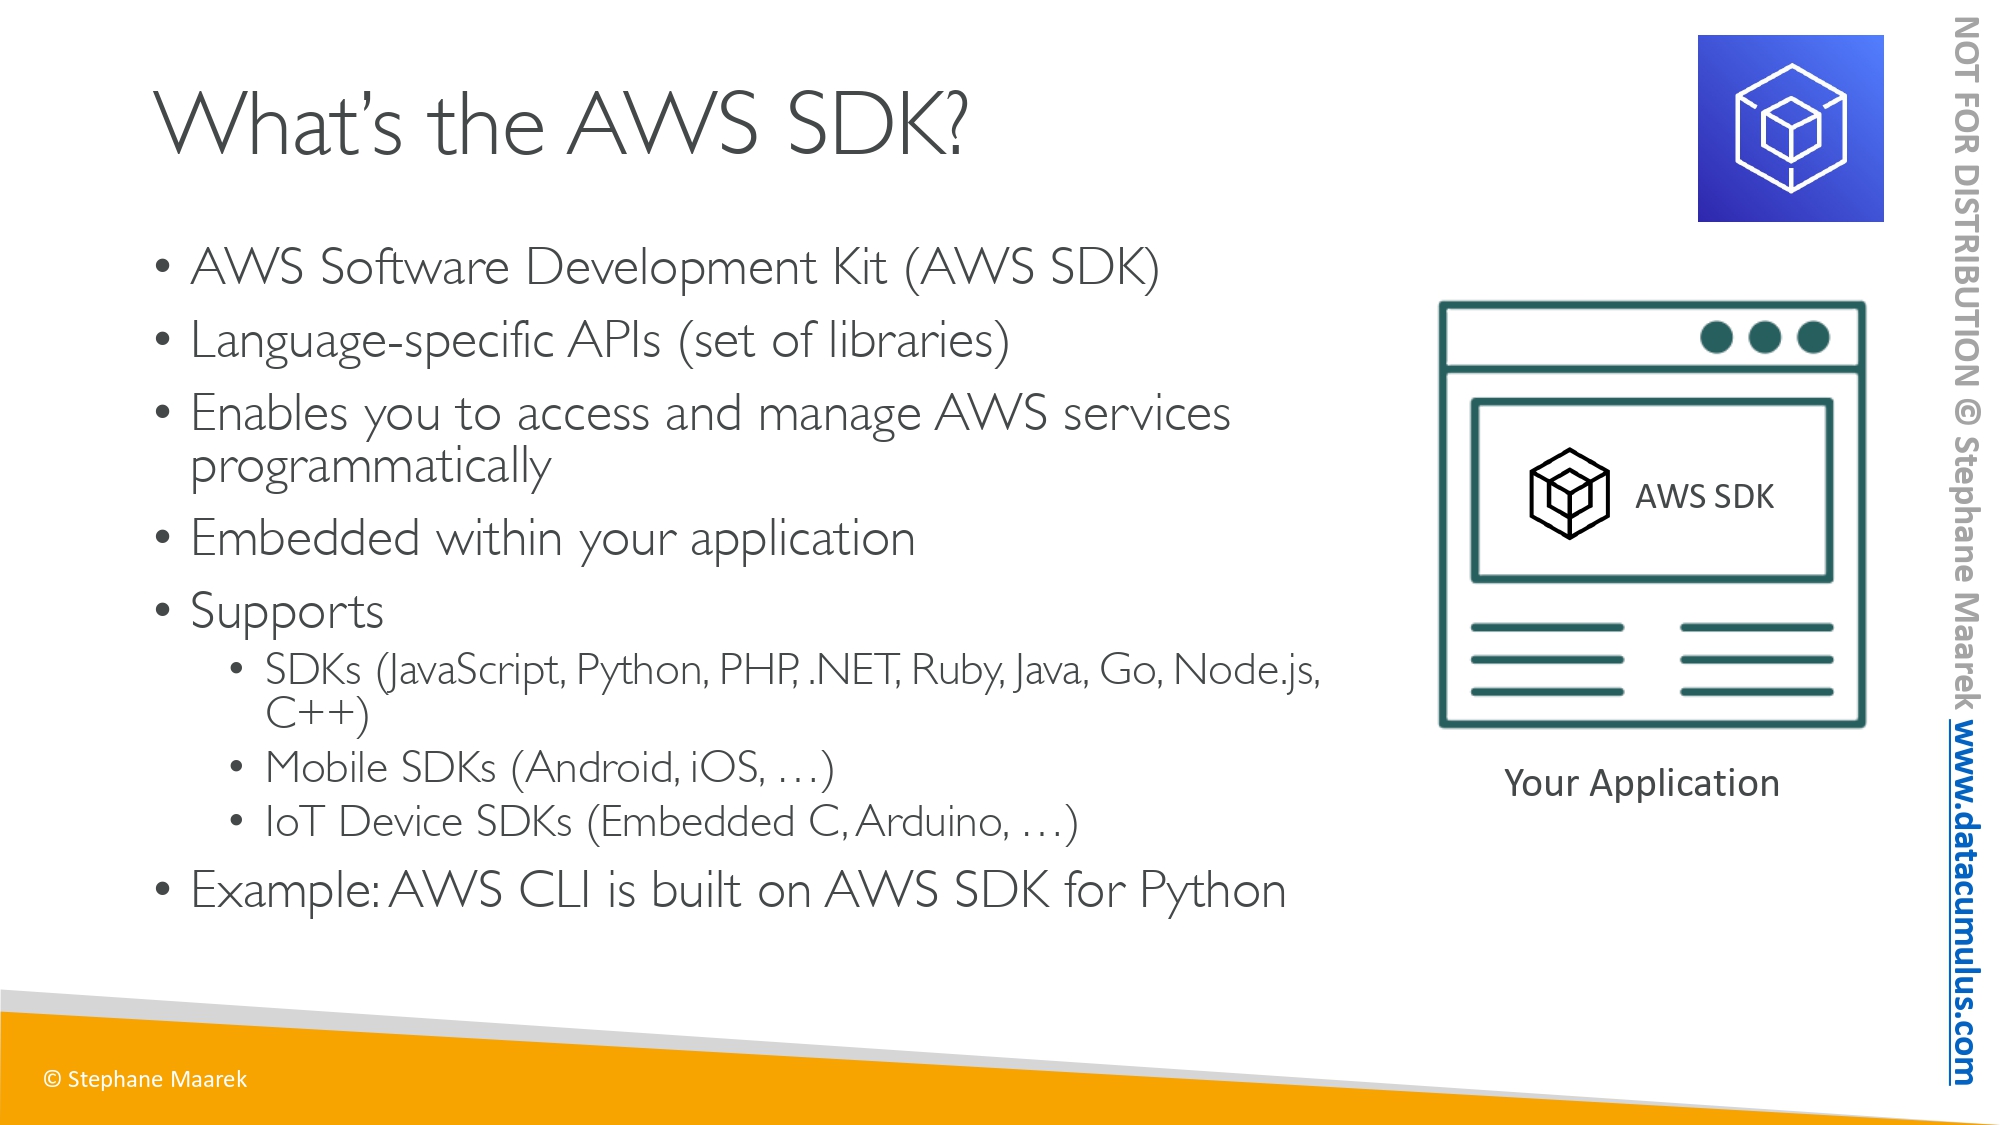 What's the AWS SDK?
• AWS Software Development Kit (AWS SDK)
• Language-specific APIs (set of libraries)
• Enables you to access and manage AWS services
programmatically
• Embedded within your application
• Supports
• SDKs (JavaScript, Python, PHP, .NET, Ruby, Java, Go, Node.js,
C++)
• Mobile SDKs (Android, iOS, …)
• IoT Device SDKs (Embedded C, Arduino, …)
• Example: AWS CLI is built on AWS SDK for Python
AWS SDK
Your Application
© Stephane Maarek
NOT FOR DISTRIBUTION © Stephane Maarek www.datacumulus.com